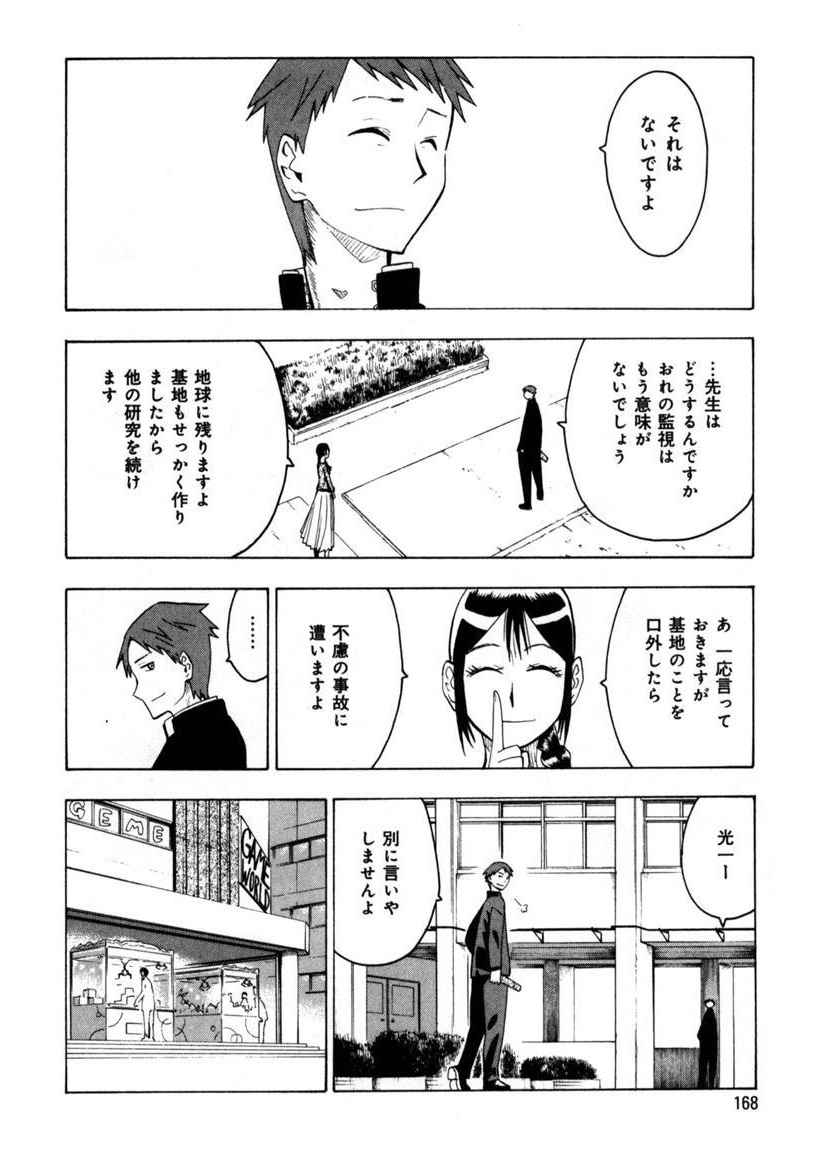 それは
ないですよ
…先生は
どうするんですか
おれの監視は
もう意味が
ないでしょう
地球に残りますよ
基地もせっかく作り
ましたから
他の研究を続け
ます
あ 一応言って
おきますが
基地のことを
口外したら
不慮の事故に
遭いますよ
……
光一ー
別に言いや
しませんよ
GEME
GAME
WORLD
168